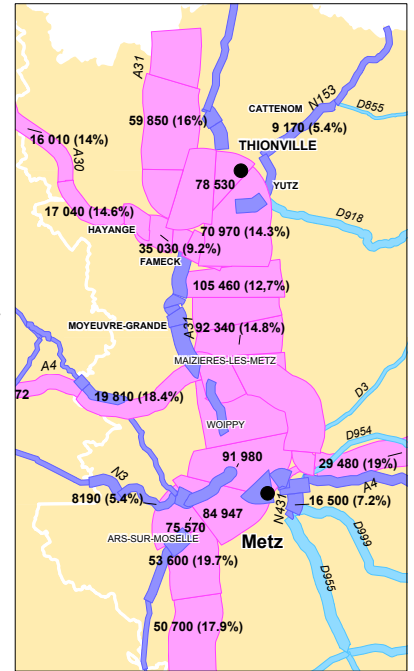 A31
N153
CATTENOM
D855
59 850 (16%)
9 170 (5.4%)
16 010 (14%)
THIONVILLE
A30
78 530
YUTZ
17 040 (14.6%)
D918
HAYANGE
70 970 (14.3%)
35 030 (9.2%)
FAMECK
105 460 (12,7%)
MOYEUVRE-GRANDE
A31
92 340 (14.8%)
MAIZIERES-LES-METZ
A4
72
19 810 (18.4%)
D3
WOIPPY
D954
91 980
29 480 (19%)
N3
A4
8190 (5.4%)
16 500 (7.2%)
N431
84 947
75 570
ARS-SUR-MOSELLE
Metz
D999
53 600 (19.7%)
D955
50 700 (17.9%)